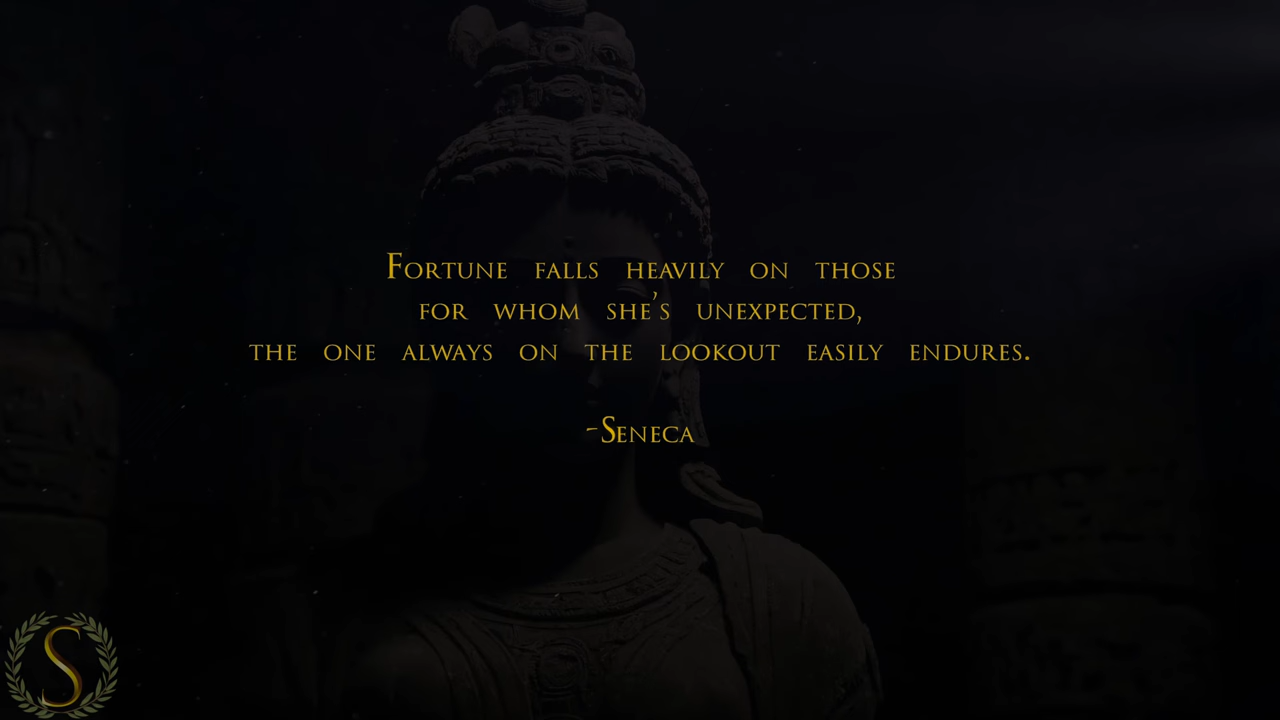 Fortune falls heavily on those
for whom she's unexpected,
the one always on the lookout easily endures.
-Seneca
S